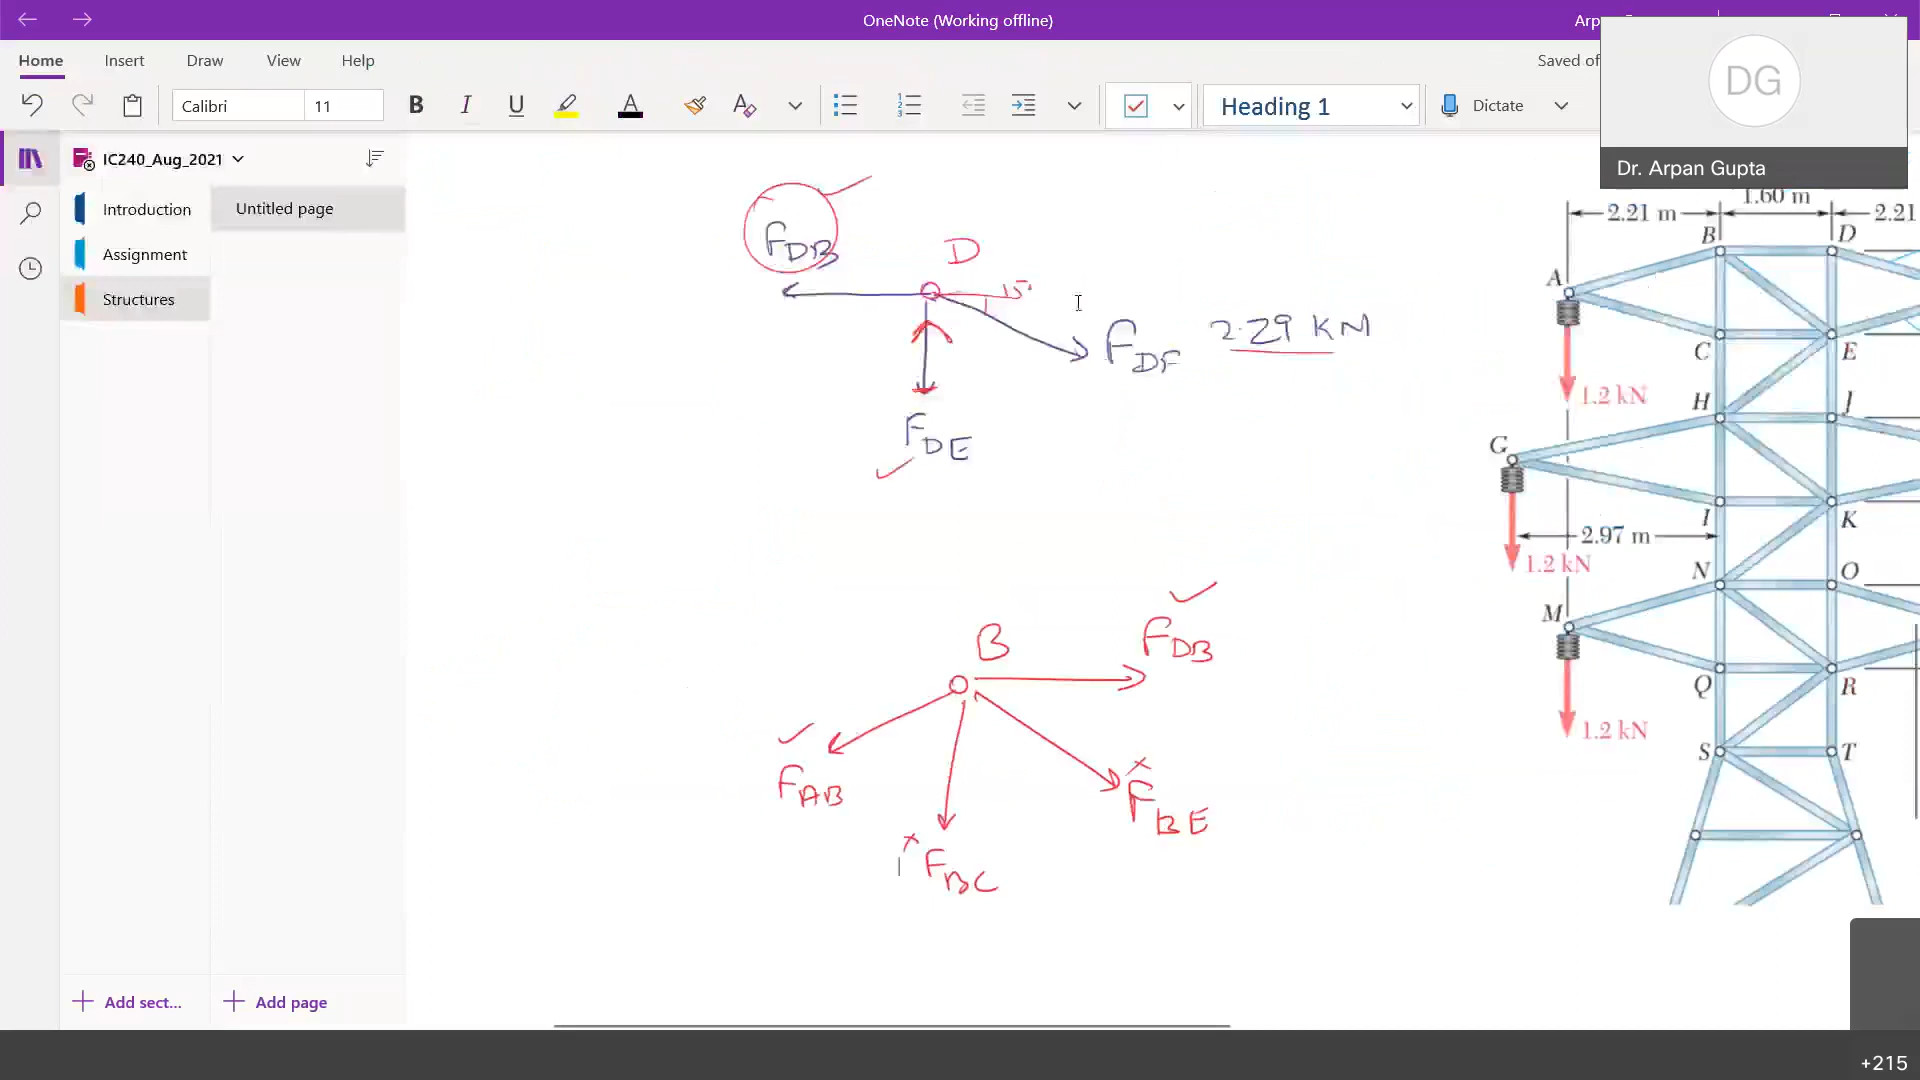 OneNote (Working offline)
Arp
Home
Insert
Draw
View
Help
Saved of
Calibri
11
B
I
U
A
A
Heading 1
Dictate
DG
Dr. Arpan Gupta
IC240_Aug_2021
Introduction
Assignment
Structures
Untitled page
Add sect...
Add page
FDB
D
15°
FDF 2.29 KN
FDE
B
FDB
FAB
FBE
FBC
2.21 m
1.60 m
2.21
B
D
A
C
E
1.2 kN
H
J
G
I
K
2.97 m
1.2 kN
N
O
M
Q
R
1.2 kN
S
T
+215